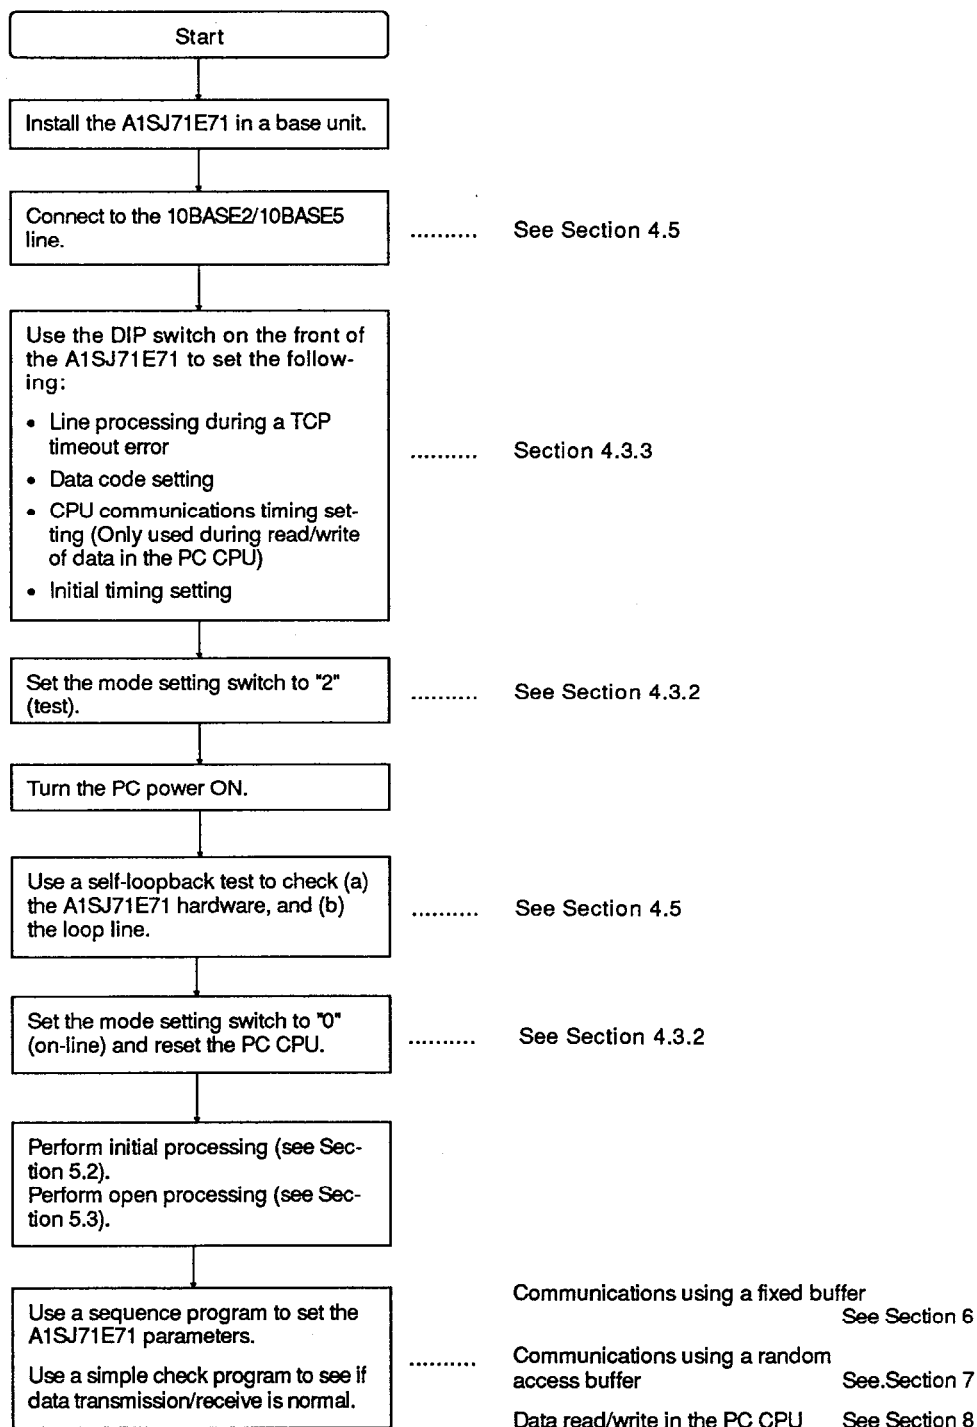 Start
Install the A1SJ71E71 in a base unit.
Connect to the 10BASE2/10BASE5
line.
.......... See Section 4.5
Use the DIP switch on the front of
the A1SJ71E71 to set the follow-
ing:
• Line processing during a TCP
timeout error
• Data code setting
• CPU communications timing set-
ting (Only used during read/write
of data in the PC CPU)
• Initial timing setting
.......... Section 4.3.3
Set the mode setting switch to "2"
(test).
.......... See Section 4.3.2
Turn the PC power ON.
Use a self-loopback test to check (a)
the A1SJ71E71 hardware, and (b)
the loop line.
.......... See Section 4.5
Set the mode setting switch to "0"
(on-line) and reset the PC CPU.
.......... See Section 4.3.2
Perform initial processing (see Sec-
tion 5.2).
Perform open processing (see Sec-
tion 5.3).
Use a sequence program to set the
A1SJ71E71 parameters.
Use a simple check program to see if
data transmission/receive is normal.
..........
Communications using a fixed buffer
See Section 6
Communications using a random
access buffer See.Section 7
Data read/write in the PC CPU See Section 8